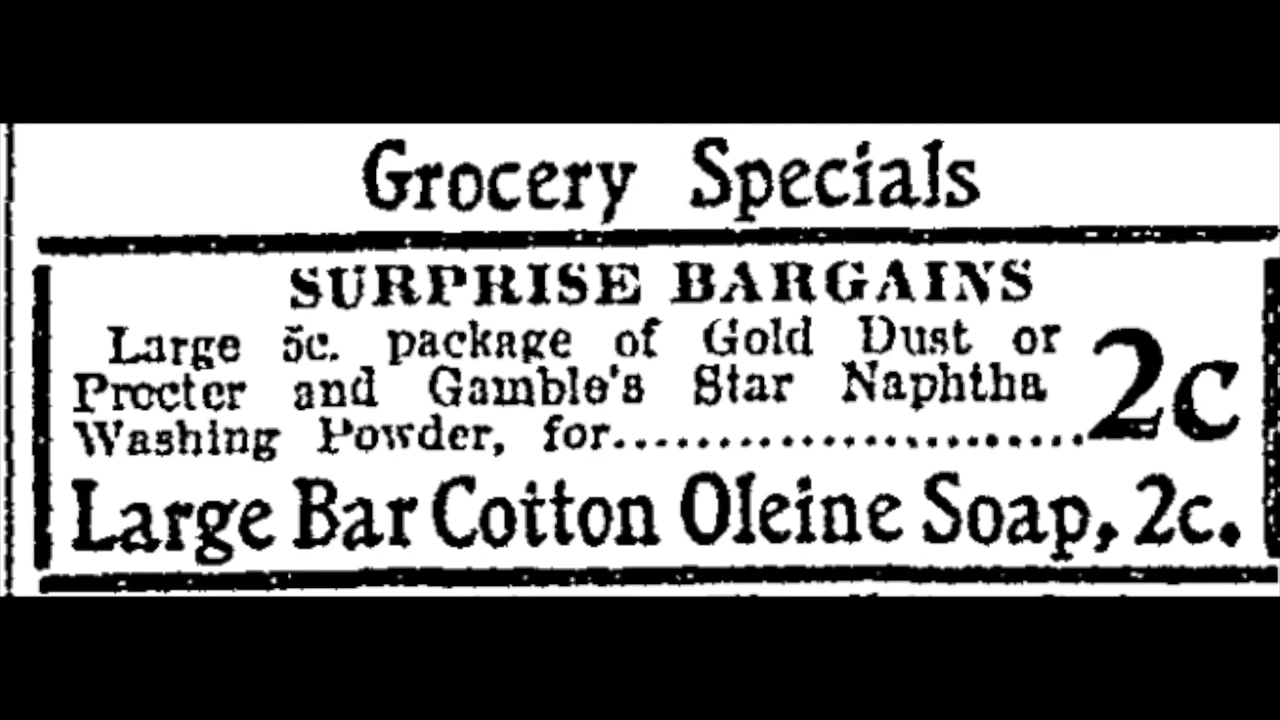 Grocery Specials
SURPRISE BARGAINS
Large 5c. package of Gold Dust or
Procter and Gamble's Star Naphtha
Washing Powder, for........................2c
Large Bar Cotton Oleine Soap, 2c.